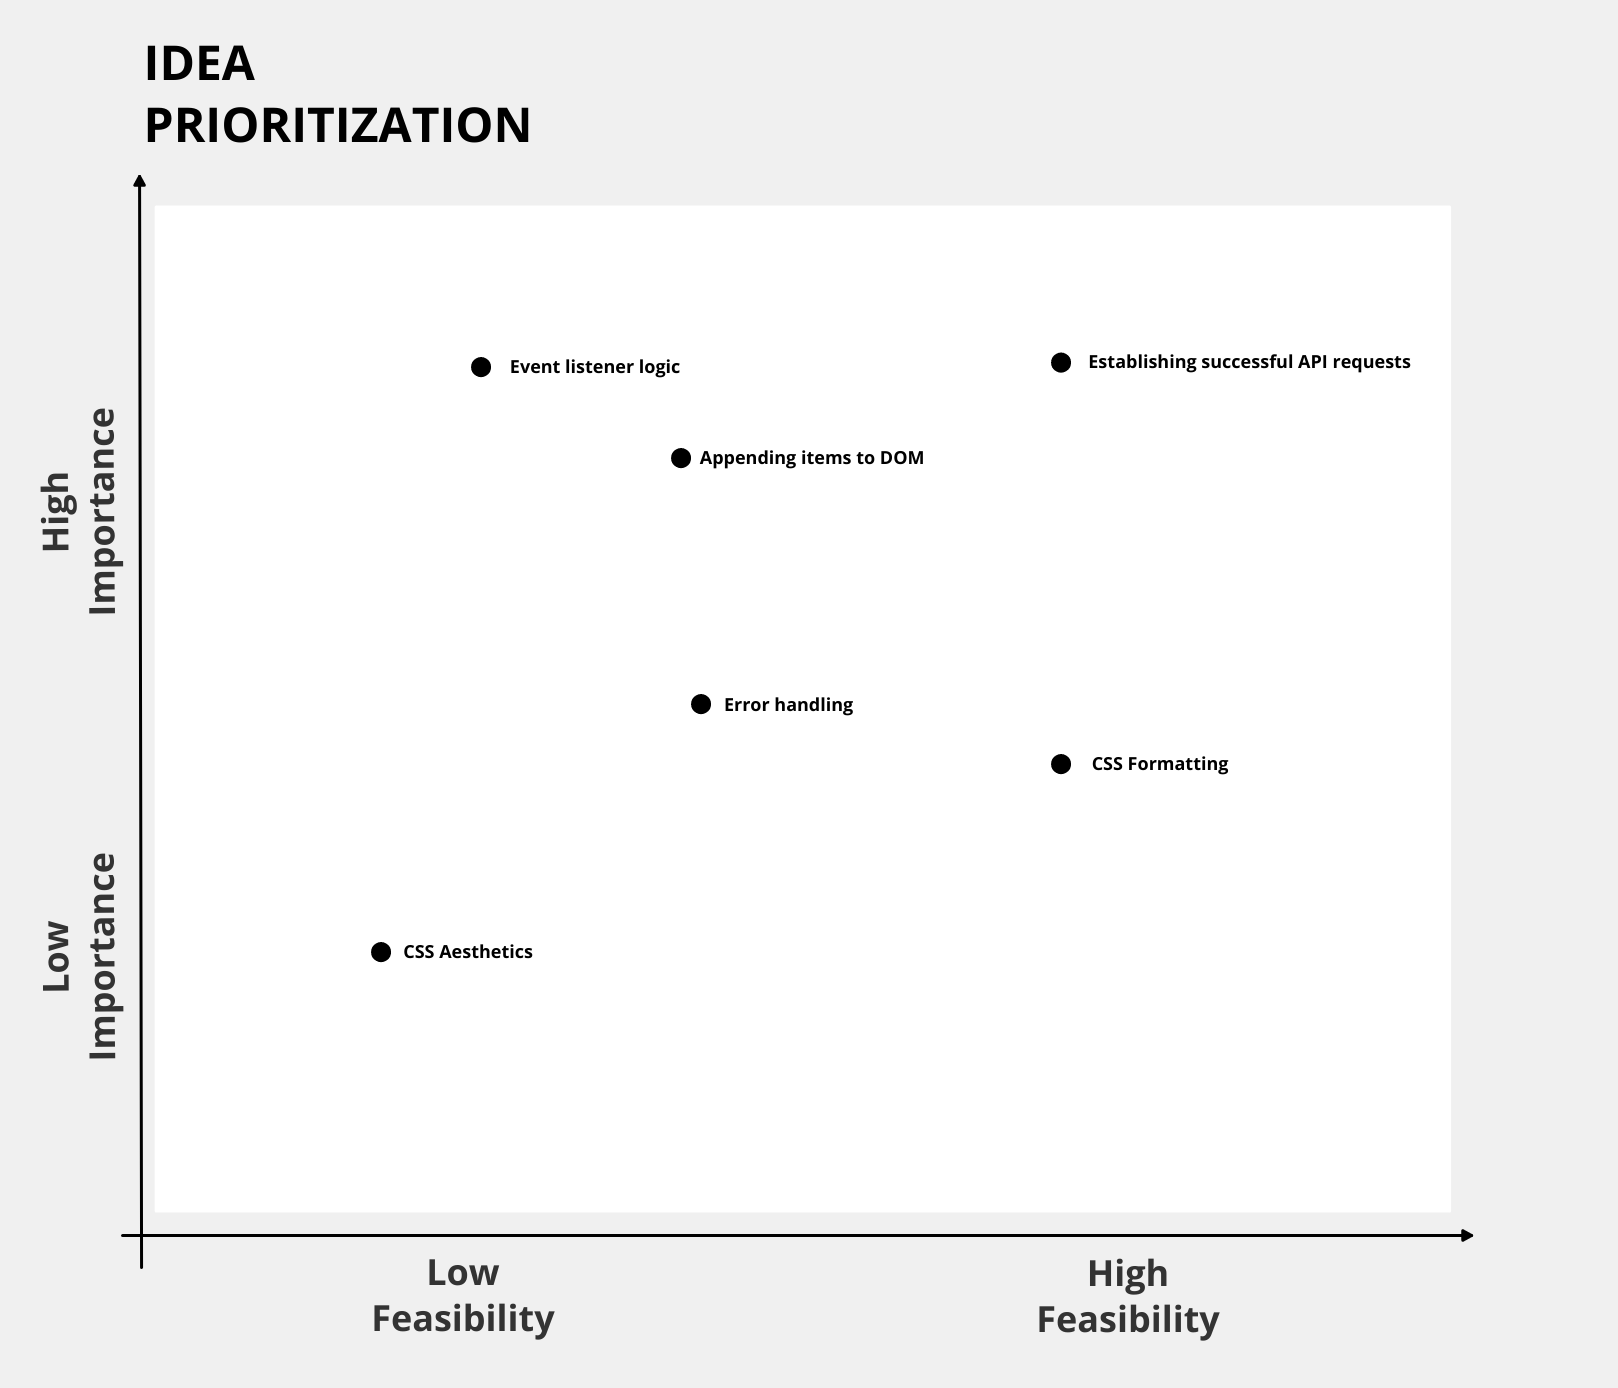 IDEA
PRIORITIZATION
High
Importance
Event listener logic
Establishing successful API requests
Appending items to DOM
Error handling
CSS Formatting
Low
Importance
CSS Aesthetics
Low
Feasibility
High
Feasibility